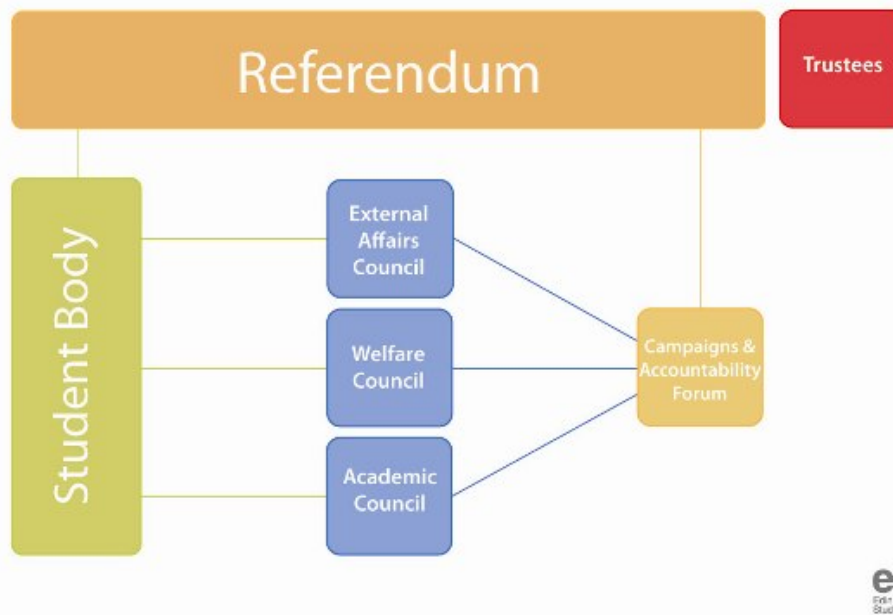 Referendum
Trustees
Student Body
External
Affairs
Council
Welfare
Council
Academic
Council
Campaigns &
Accountability
Forum
e